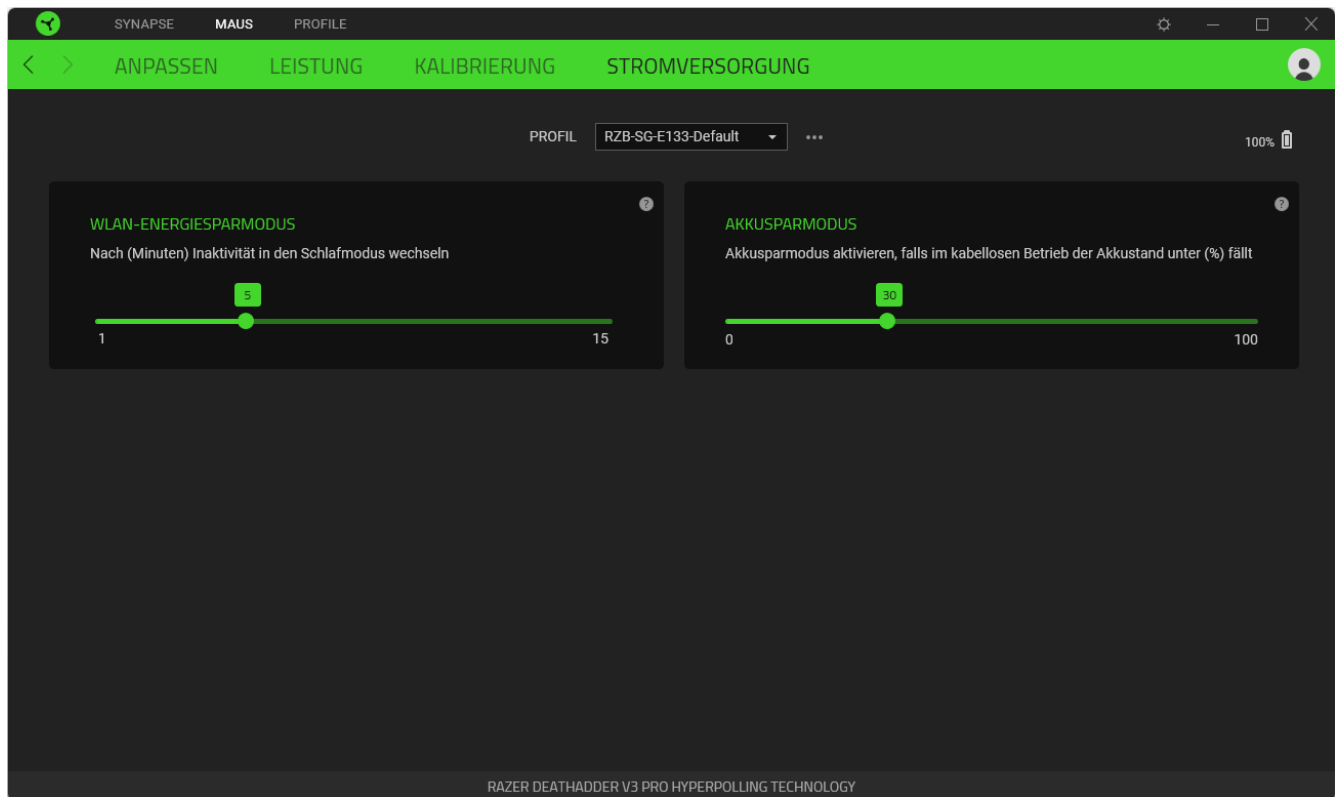 SYNAPSE MAUS PROFILE
ANPASSEN LEISTUNG KALIBRIERUNG STROMVERSORGUNG
PROFIL RZB-SG-E133-Default
100%
WLAN-ENERGIESPARMODUS
Nach (Minuten) Inaktivität in den Schlafmodus wechseln
5
1 15
AKKUSPARMODUS
Akkusparmodus aktivieren, falls im kabellosen Betrieb der Akkustand unter (%) fällt
30
0 100
RAZER DEATHADDER V3 PRO HYPERPOLLING TECHNOLOGY